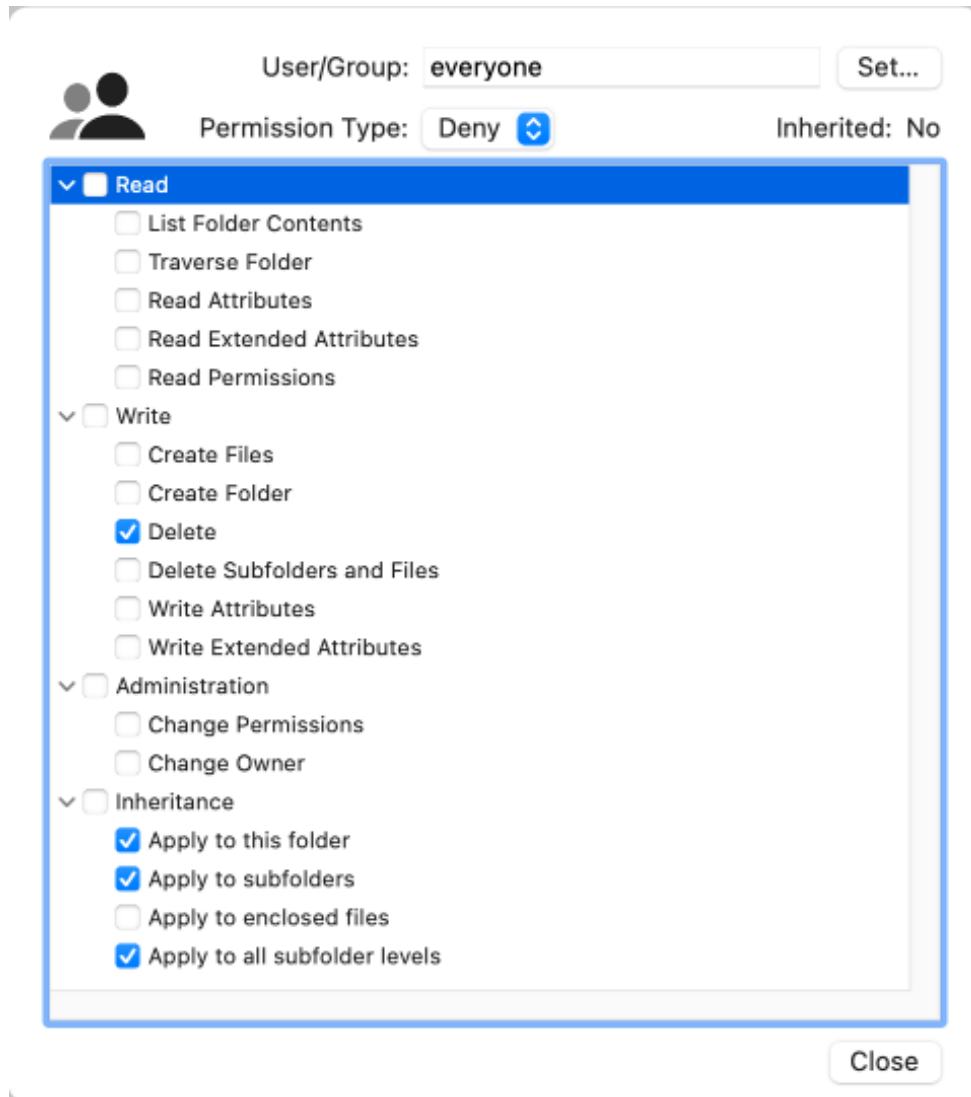 User/Group: everyone Set...
Permission Type: Deny Inherited: No
Read
List Folder Contents
Traverse Folder
Read Attributes
Read Extended Attributes
Read Permissions
Write
Create Files
Create Folder
Delete
Delete Subfolders and Files
Write Attributes
Write Extended Attributes
Administration
Change Permissions
Change Owner
Inheritance
Apply to this folder
Apply to subfolders
Apply to enclosed files
Apply to all subfolder levels
Close